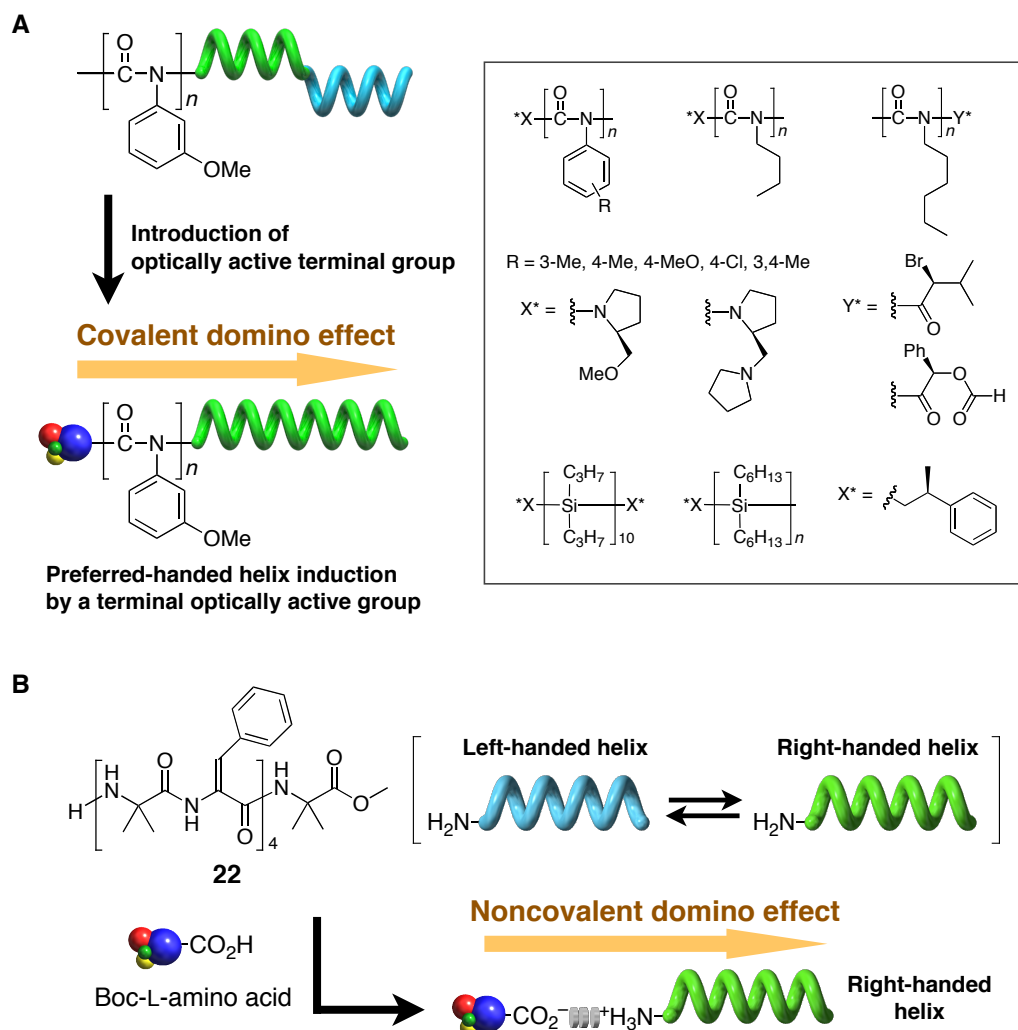 A
O
C
N
n
OMe
Introduction of
optically active terminal group
Covalent domino effect
O
C
N
n
OMe
Preferred-handed helix induction
by a terminal optically active group
O
*X
C
N
n
R
O
*X
C
N
n
O
C
N
Y*
n
R = 3-Me, 4-Me, 4-MeO, 4-Cl, 3,4-Me
X* =
N
MeO
N
N
Y* =
Br
O
Ph
O
O
O
H
C3H7
*X
Si
X*
C3H7
10
C6H13
*X
Si
C6H13
n
X* =
B
H
H
N
O
N
H
O
4
H
N
O
O
22
Left-handed helix
H2N
Right-handed helix
H2N
CO2H
Boc-L-amino acid
Noncovalent domino effect
CO2− +H3N
Right-handed
helix